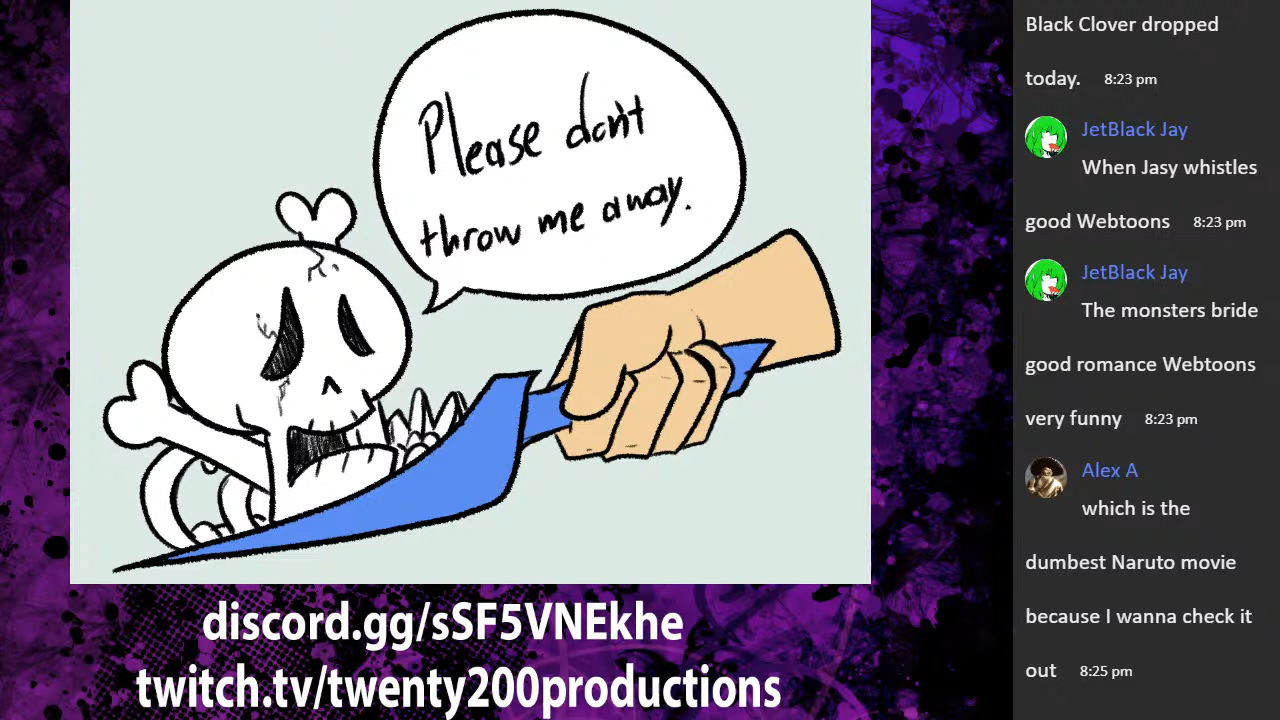 Please don't
throw me away.
discord.gg/sSF5VNEkhe
twitch.tv/twenty200productions
Black Clover dropped
today. 8:23 pm
JetBlack Jay
When Jasy whistles
good Webtoons 8:23 pm
JetBlack Jay
The monsters bride
good romance Webtoons
very funny 8:23 pm
Alex A
which is the
dumbest Naruto movie
because I wanna check it
out 8:25 pm